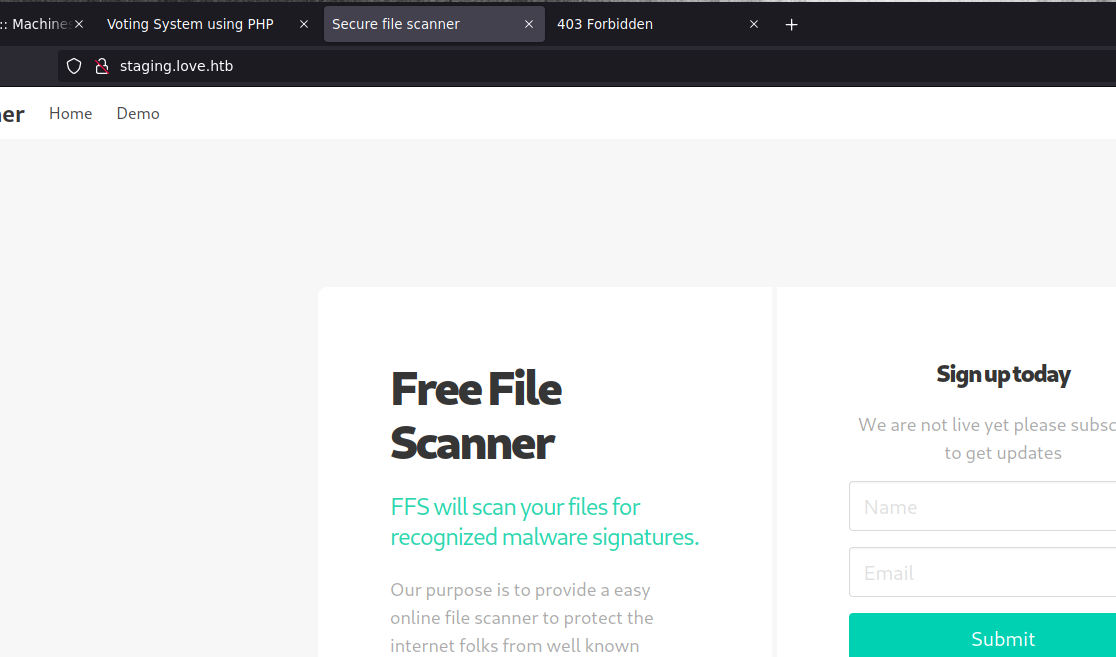 :: Machines
Voting System using PHP
Secure file scanner
403 Forbidden
staging.love.htb
Home
Demo
Free File
Scanner
FFS will scan your files for
recognized malware signatures.
Our purpose is to provide a easy
online file scanner to protect the
internet folks from well known
Sign up today
We are not live yet please subsc
to get updates
Name
Email
Submit